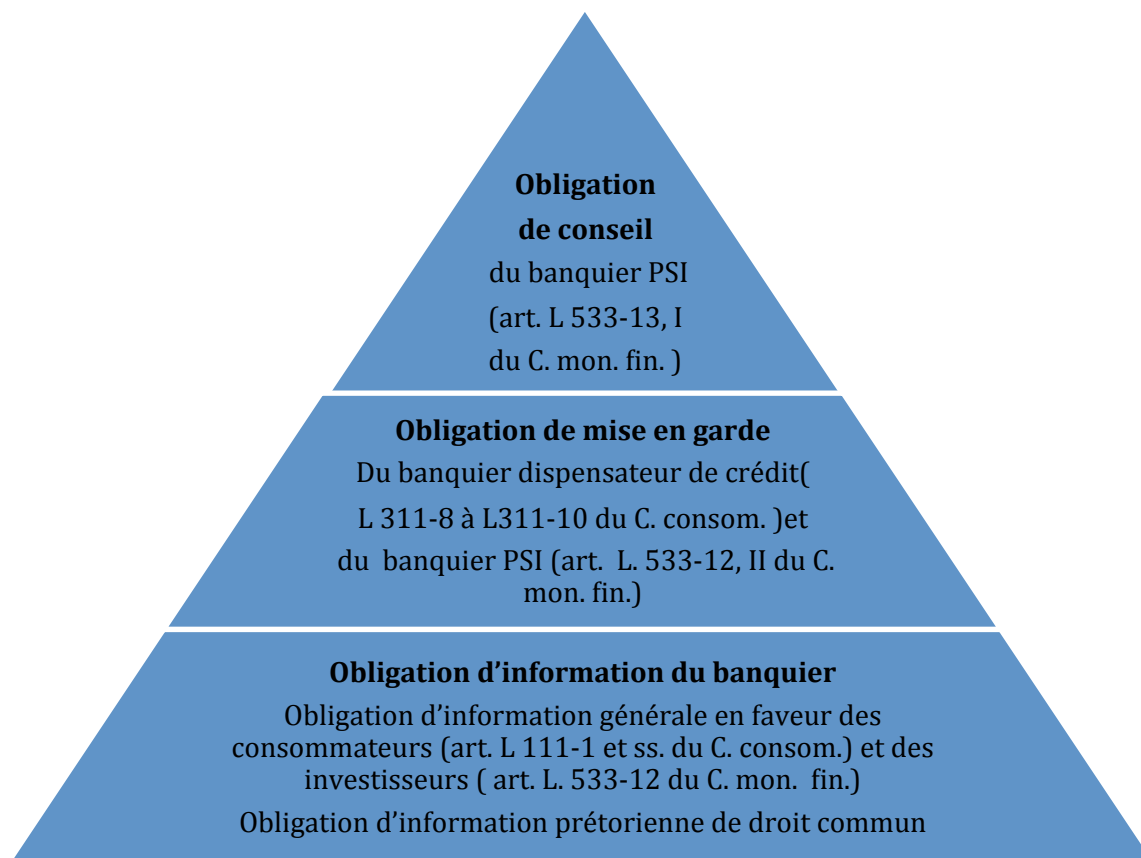 Obligation
de conseil
du banquier PSI
(art. L 533-13, I
du C. mon. fin. )
Obligation de mise en garde
Du banquier dispensateur de crédit(
L 311-8 à L311-10 du C. consom. )et
du banquier PSI (art. L. 533-12, II du C.
mon. fin.)
Obligation d’information du banquier
Obligation d’information générale en faveur des
consommateurs (art. L 111-1 et ss. du C. consom.) et des
investisseurs ( art. L. 533-12 du C. mon. fin.)
Obligation d’information prétorienne de droit commun